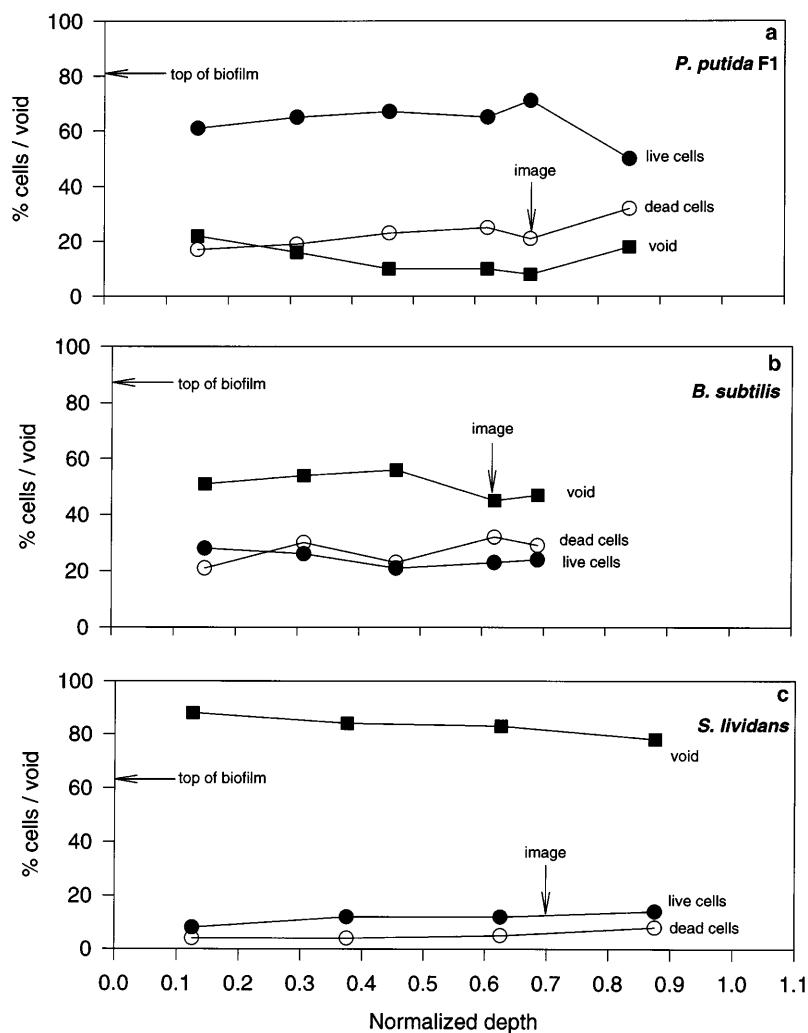 a
P. putida F1
top of biofilm
live cells
image
dead cells
void
% cells / void
100
80
60
40
20
0
b
B. subtilis
top of biofilm
image
void
dead cells
live cells
% cells / void
100
80
60
40
20
0
c
S. lividans
void
top of biofilm
image
live cells
dead cells
% cells / void
100
80
60
40
20
0
0.0 0.1 0.2 0.3 0.4 0.5 0.6 0.7 0.8 0.9 1.0 1.1
Normalized depth